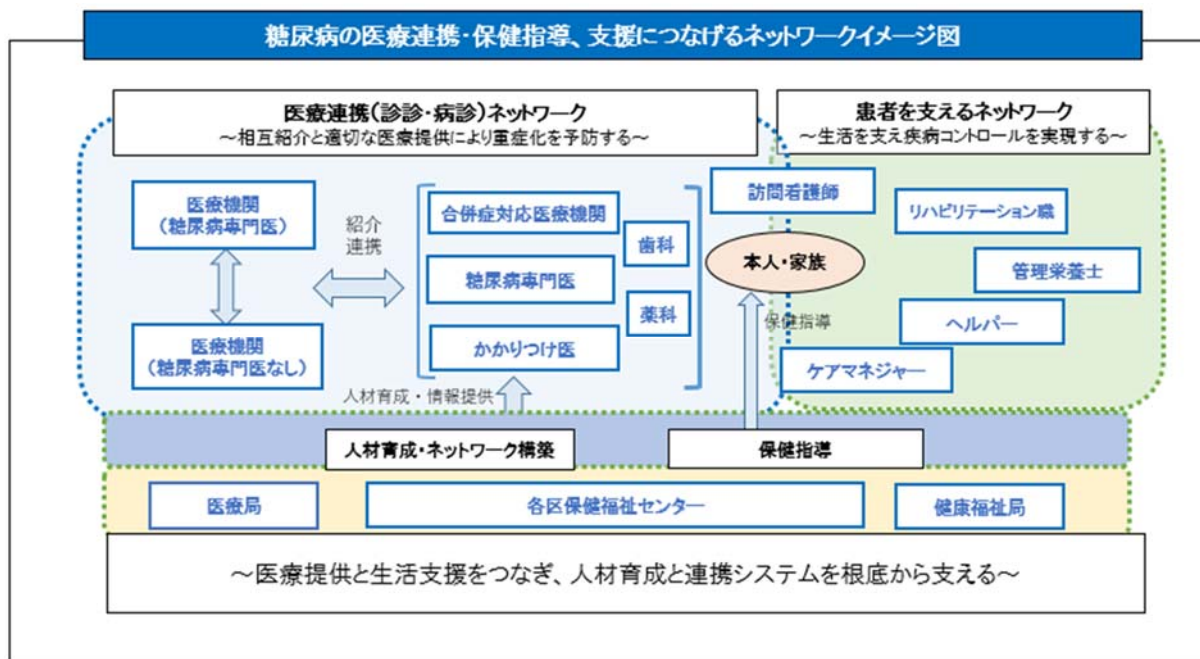 糖尿病の医療連携・保健指導、支援につなげるネットワークイメージ図
医療連携(診診・病診)ネットワーク
～相互紹介と適切な医療提供により重症化を予防する～
患者を支えるネットワーク
～生活を支え疾病コントロールを実現する～
医療機関
(糖尿病専門医)
紹介
連携
医療機関
(糖尿病専門医なし)
合併症対応医療機関
糖尿病専門医
かかりつけ医
歯科
薬科
訪問看護師
本人・家族
保健指導
リハビリテーション職
管理栄養士
ヘルパー
ケアマネジャー
人材育成・情報提供
人材育成・ネットワーク構築
保健指導
医療局
各区保健福祉センター
健康福祉局
～医療提供と生活支援をつなぎ、人材育成と連携システムを根底から支える～